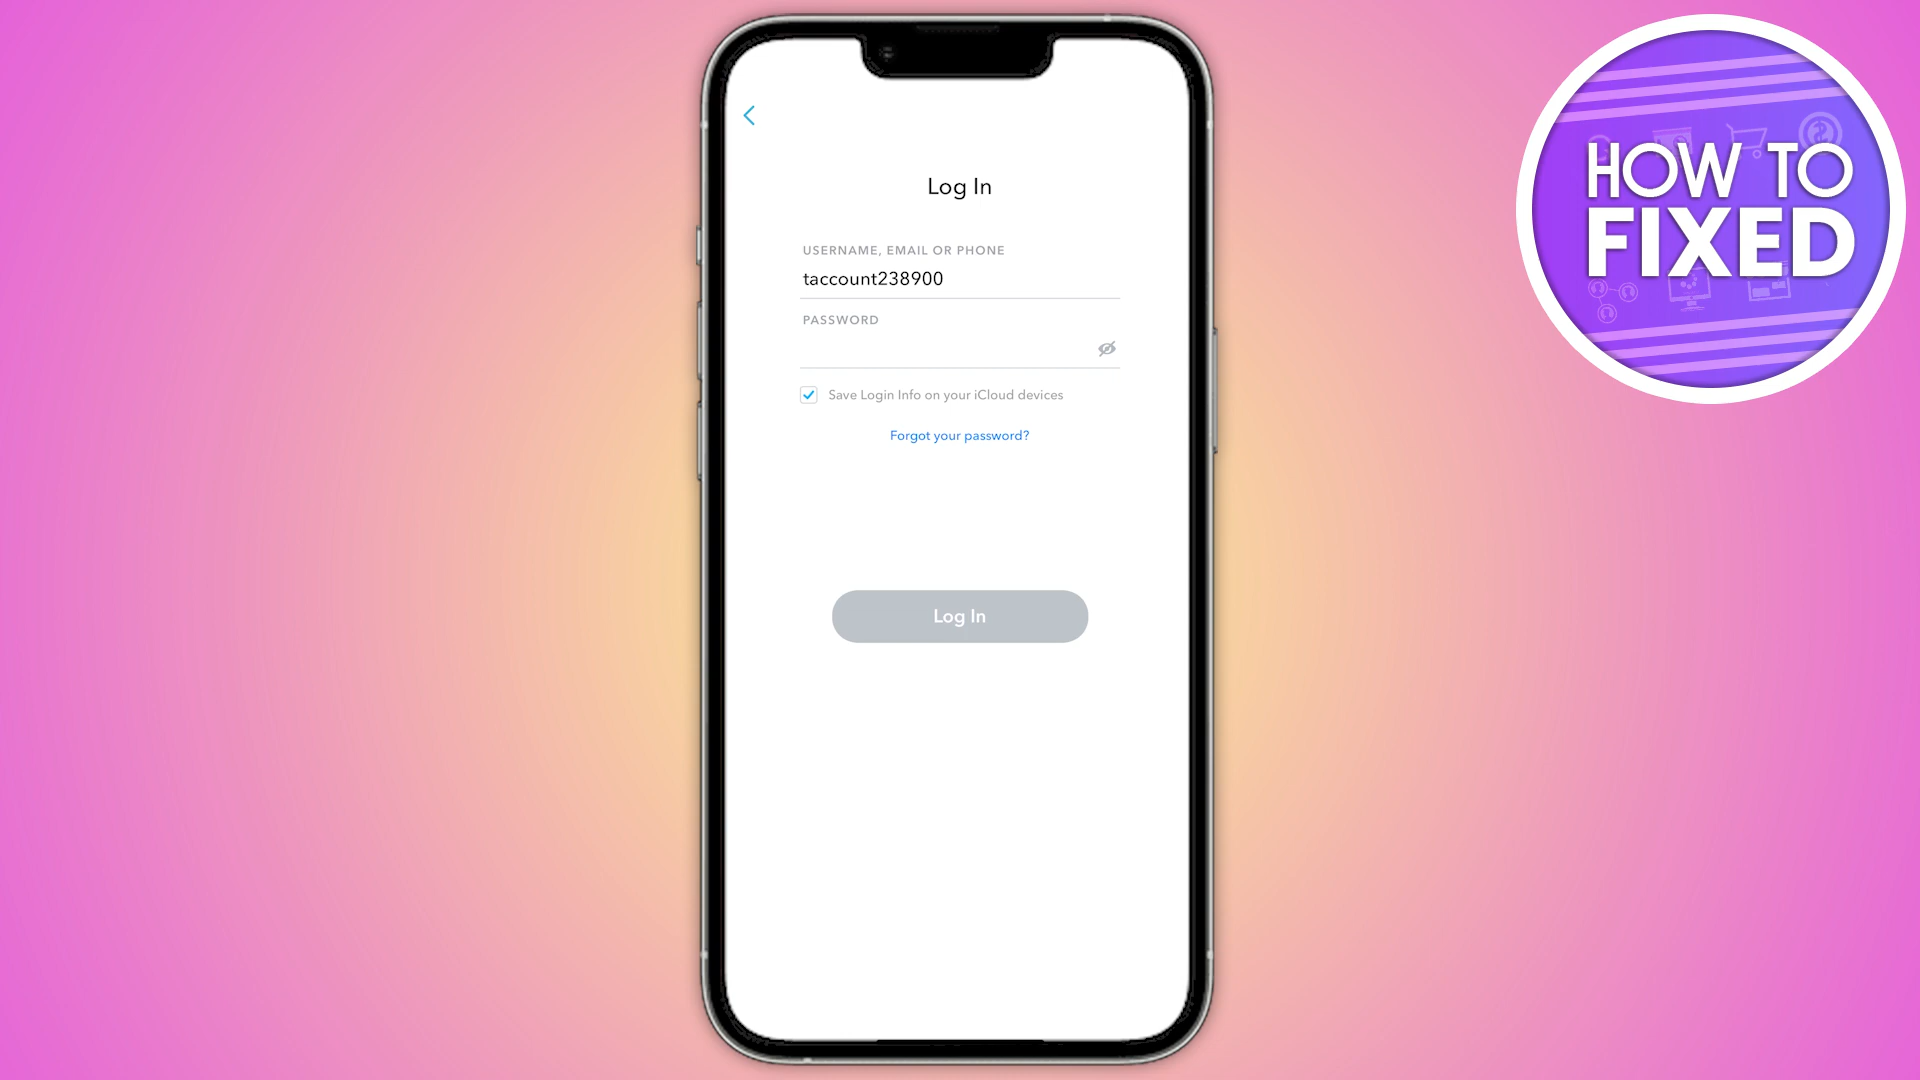 Log In
USERNAME, EMAIL OR PHONE
taccount238900
PASSWORD
Save Login Info on your iCloud devices
Forgot your password?
Log In
HOW TO
FIXED